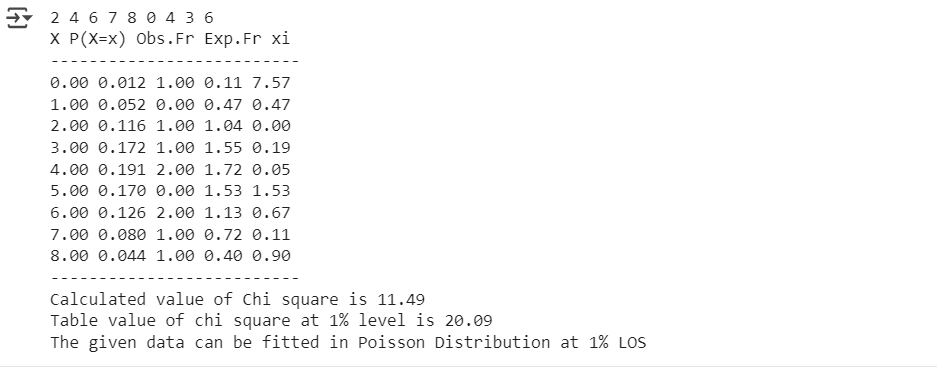 2 4 6 7 8 0 4 3 6
X P(X=x) Obs.Fr Exp.Fr xi
--------------------------
0.00 0.012 1.00 0.11 7.57
1.00 0.052 0.00 0.47 0.47
2.00 0.116 1.00 1.04 0.00
3.00 0.172 1.00 1.55 0.19
4.00 0.191 2.00 1.72 0.05
5.00 0.170 0.00 1.53 1.53
6.00 0.126 2.00 1.13 0.67
7.00 0.080 1.00 0.72 0.11
8.00 0.044 1.00 0.40 0.90
--------------------------
Calculated value of Chi square is 11.49
Table value of chi square at 1% level is 20.09
The given data can be fitted in Poisson Distribution at 1% LOS